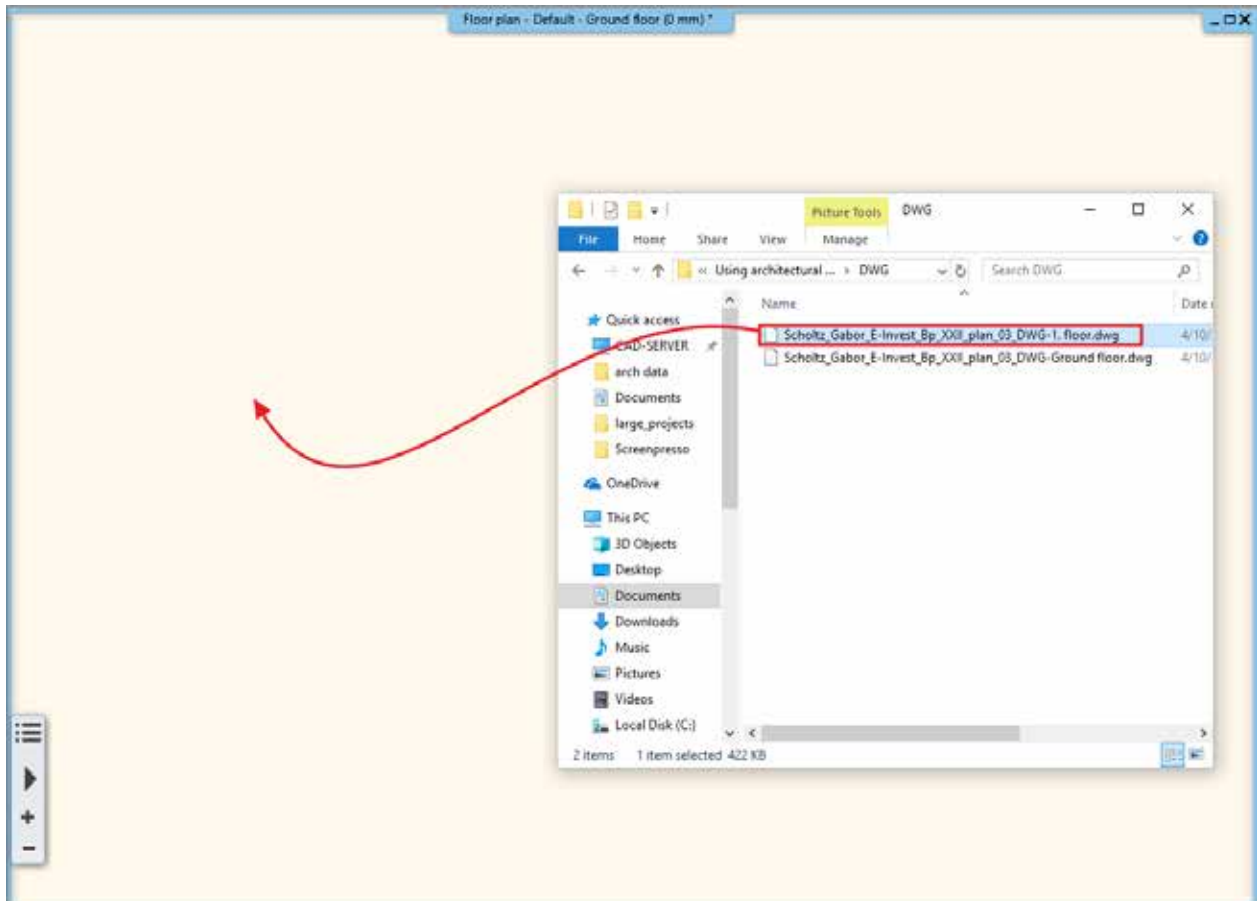 Floor plan - Default - Ground floor (0 mm) *
Picture Tools DWG
File Home Share View Manage
« Using architectural ... > DWG Search DWG
Name Date
Quick access
CAD-SERVER
arch data
Documents
large_projects
Screenpresso
OneDrive
This PC
3D Objects
Desktop
Documents
Downloads
Music
Pictures
Videos
Local Disk (C:)
Scholtz_Gabor_E-Invest_Bp_XXII_plan_03_DWG-1. floor.dwg 4/10/
Scholtz_Gabor_E-Invest_Bp_XXII_plan_03_DWG-Ground floor.dwg 4/10/
2 items 1 item selected 422 KB